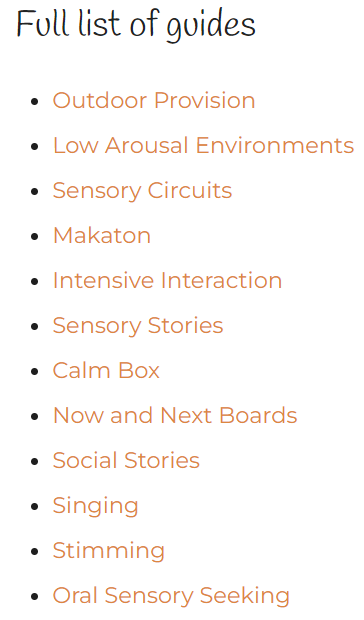 Full list of guides
Outdoor Provision
Low Arousal Environments
Sensory Circuits
Makaton
Intensive Interaction
Sensory Stories
Calm Box
Now and Next Boards
Social Stories
Singing
Stimming
Oral Sensory Seeking